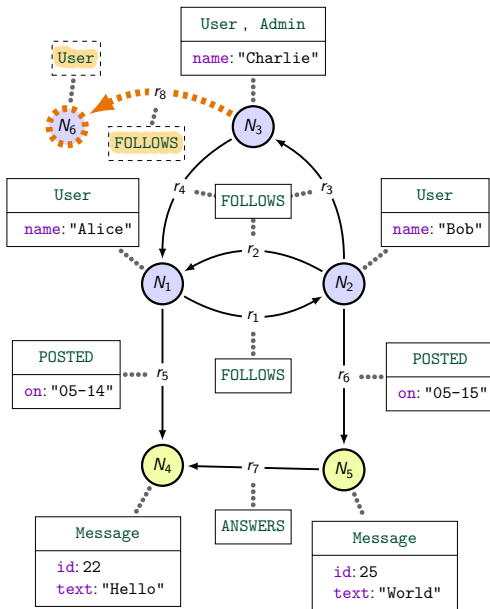 User , Admin
name: "Charlie"
User
r8
N6
N3
FOLLOWS
User
name: "Alice"
r4
FOLLOWS
r3
User
name: "Bob"
r2
N1
N2
r1
POSTED
on: "05-14"
r5
FOLLOWS
r6
POSTED
on: "05-15"
N4
r7
N5
ANSWERS
Message
id: 22
text: "Hello"
Message
id: 25
text: "World"